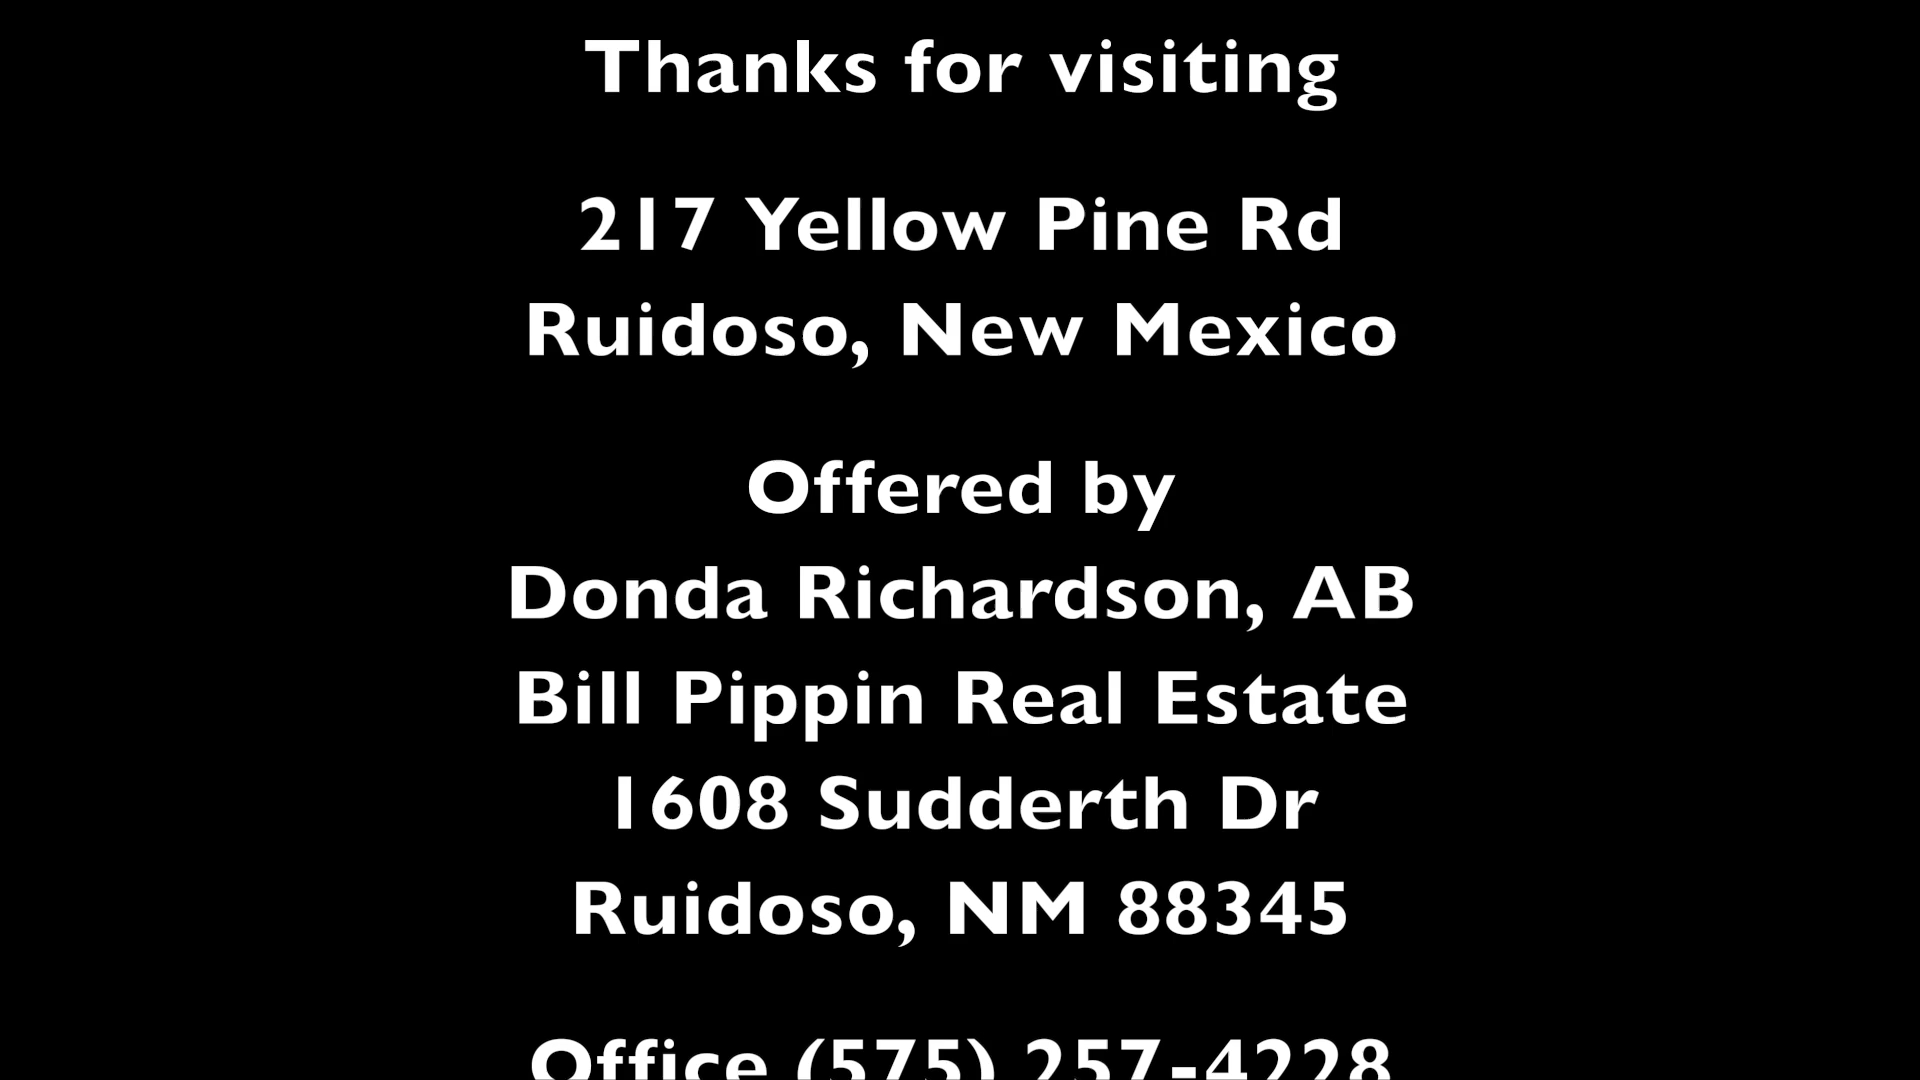 Thanks for visiting
217 Yellow Pine Rd
Ruidoso, New Mexico
Offered by
Donda Richardson, AB
Bill Pippin Real Estate
1608 Sudderth Dr
Ruidoso, NM 88345
Office (575) 257-4228